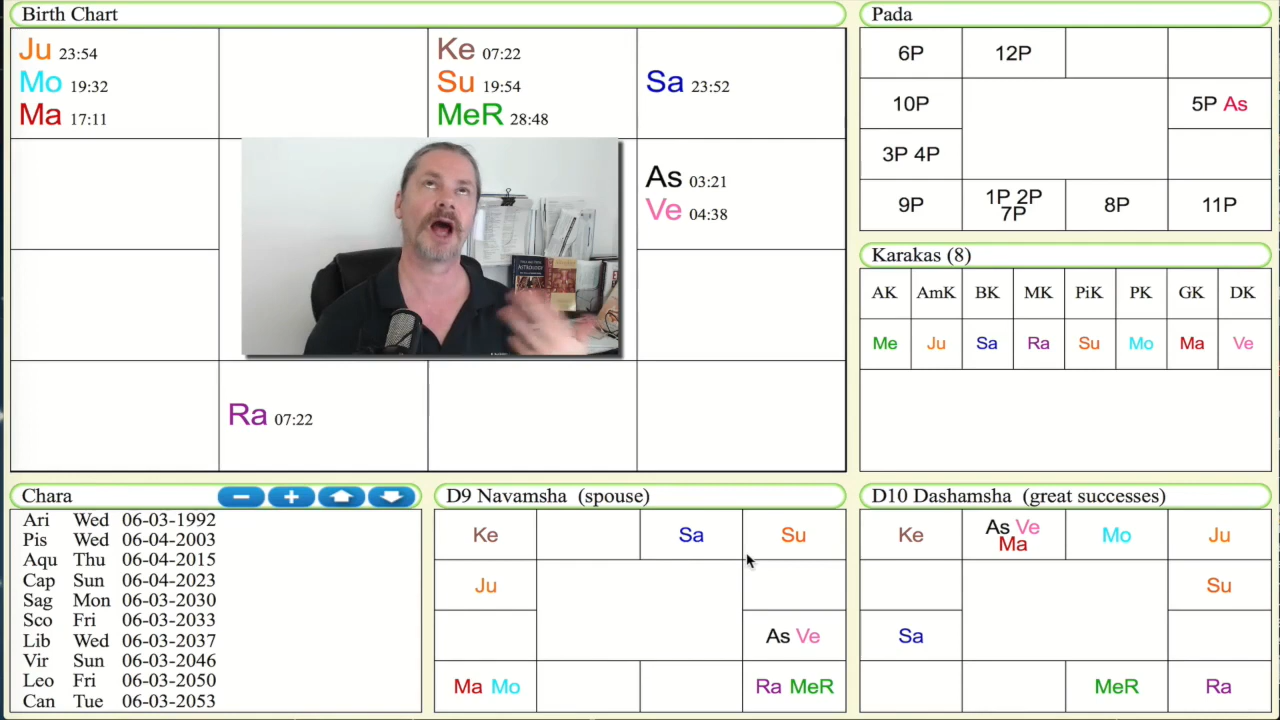 Birth Chart
Ju 23:54
Mo 19:32
Ma 17:11
Ke 07:22
Su 19:54
MeR 28:48
Sa 23:52
As 03:21
Ve 04:38
Ra 07:22
ASTROLOGY
Pada
6P 12P
10P 5P As
3P 4P
9P 1P 2P 7P 8P 11P
Karakas (8)
AK AmK BK MK PiK PK GK DK
Me Ju Sa Ra Su Mo Ma Ve
Chara
Ari Wed 06-03-1992
Pis Wed 06-04-2003
Aqu Thu 06-04-2015
Cap Sun 06-04-2023
Sag Mon 06-03-2030
Sco Fri 06-03-2033
Lib Wed 06-03-2037
Vir Sun 06-03-2046
Leo Fri 06-03-2050
Can Tue 06-03-2053
D9 Navamsha (spouse)
Ke Sa Su
Ju
As Ve
Ma Mo Ra MeR
D10 Dashamsha (great successes)
Ke As Ve Ma Mo Ju
Su
Sa
MeR Ra